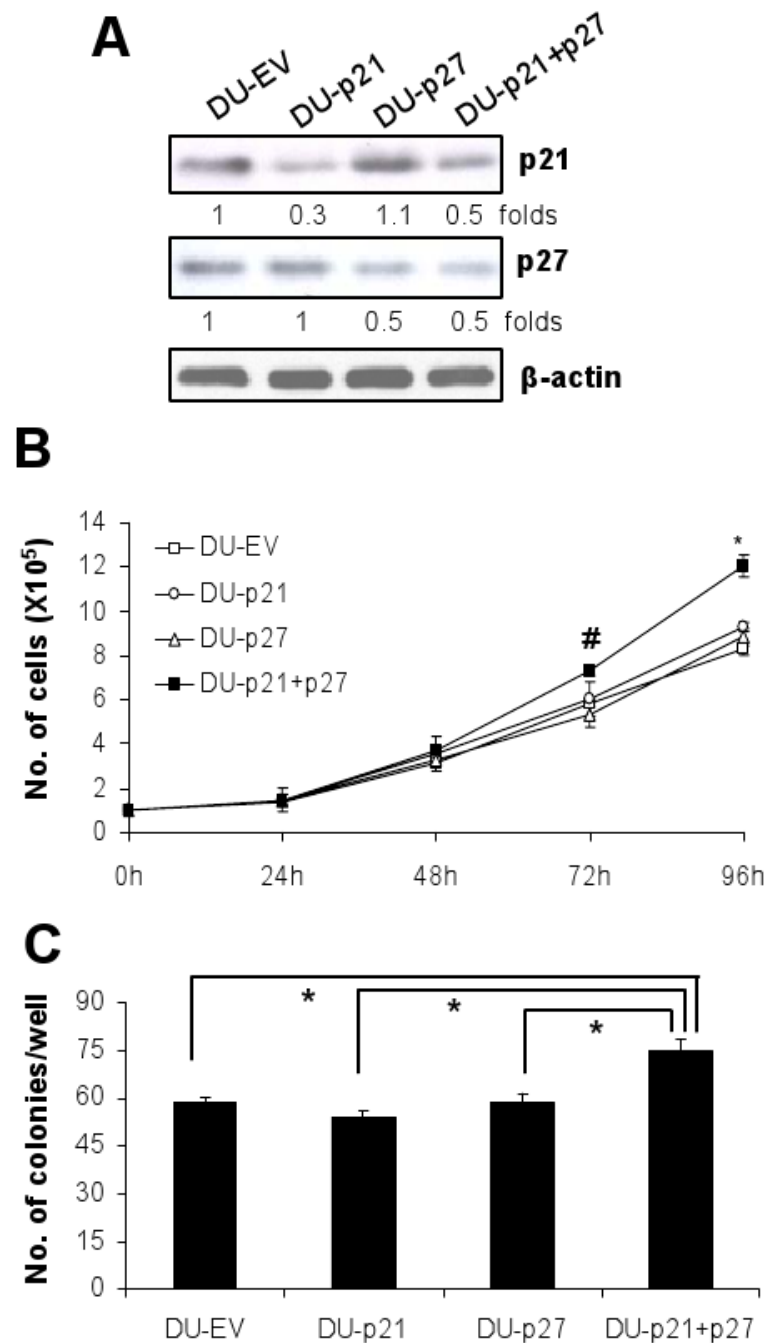 A
DU-EV DU-p21 DU-p27 DU-p21+p27
p21
1 0.3 1.1 0.5 folds
p27
1 1 0.5 0.5 folds
β-actin
B
No. of cells (X10⁵)
14
12
10
8
6
4
2
0
DU-EV
DU-p21
DU-p27
DU-p21+p27
#
*
0h 24h 48h 72h 96h
C
No. of colonies/well
90
75
60
45
30
15
0
*
*
*
DU-EV DU-p21 DU-p27 DU-p21+p27